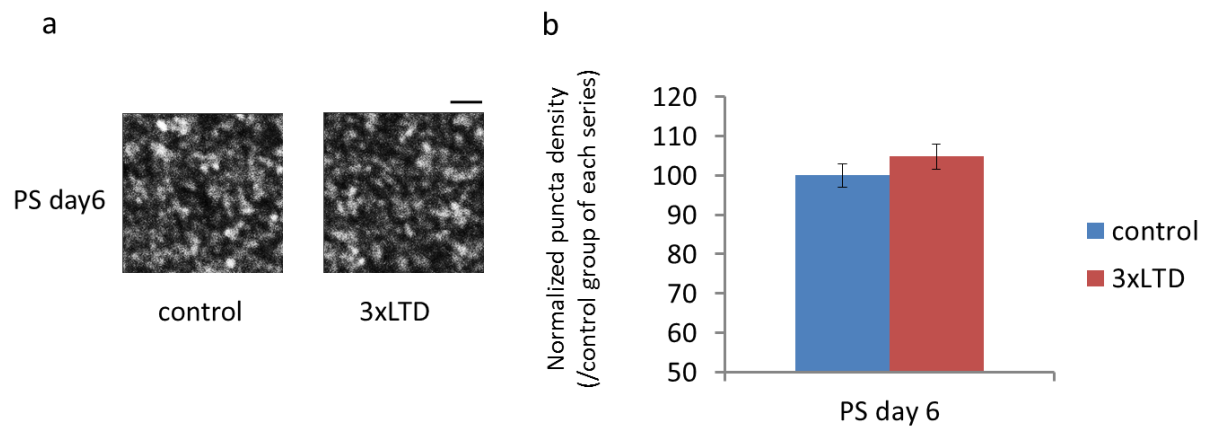 a
PS day6
control
3xLTD
b
Normalized puncta density
(/control group of each series)
120
110
100
90
80
70
60
50
PS day 6
control
3xLTD